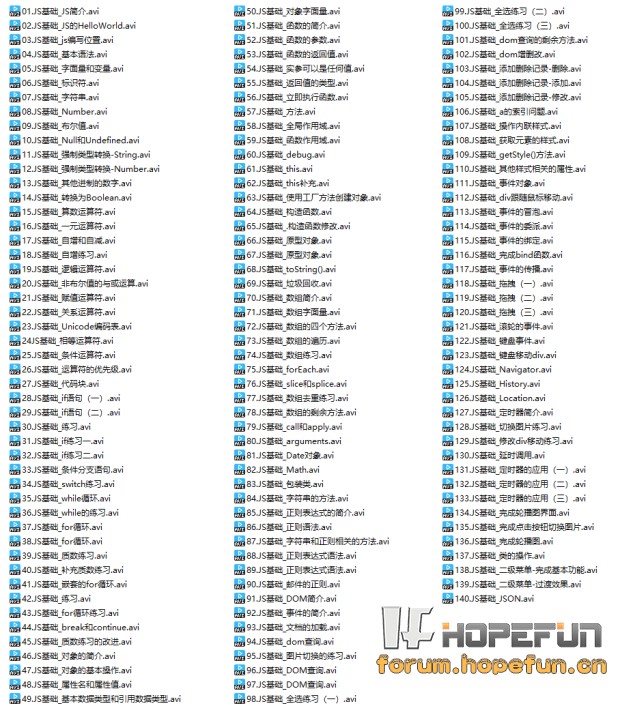 01.JS基础_JS简介.avi
02.JS基础_JS的HelloWorld.avi
03.JS基础_js编写位置.avi
04.JS基础_基本语法.avi
05.JS基础_字面量和变量.avi
06.JS基础_标识符.avi
07.JS基础_字符串.avi
08.JS基础_Number.avi
09.JS基础_布尔值.avi
10.JS基础_Null和Undefined.avi
11.JS基础_强制类型转换-String.avi
12.JS基础_强制类型转换-Number.avi
13.JS基础_其他进制的数字.avi
14.JS基础_转换为Boolean.avi
15.JS基础_算数运算符.avi
16.JS基础_一元运算符.avi
17.JS基础_自增和自减.avi
18.JS基础_自增练习.avi
19.JS基础_逻辑运算符.avi
20.JS基础_非布尔值的与或运算.avi
21.JS基础_赋值运算符.avi
22.JS基础_关系运算符.avi
23.JS基础_Unicode编码表.avi
24JS基础_相等运算符.avi
25.JS基础_条件运算符.avi
26.JS基础_运算符的优先级.avi
27.JS基础_代码块.avi
28.JS基础_if语句（一）.avi
29.JS基础_if语句（二）.avi
30.JS基础_练习.avi
31.JS基础_if练习一.avi
32.JS基础_if练习二.avi
33.JS基础_条件分支语句.avi
34.JS基础_switch练习.avi
35.JS基础_while循环.avi
36.JS基础_while的练习.avi
37.JS基础_for循环.avi
38.JS基础_for循环.avi
39.JS基础_质数练习.avi
40.JS基础_补充质数练习.avi
41.JS基础_嵌套的for循环.avi
42.JS基础_练习.avi
43.JS基础_for循环练习.avi
44.JS基础_break和continue.avi
45.JS基础_质数练习的改进.avi
46.JS基础_对象的简介.avi
47.JS基础_对象的基本操作.avi
48.JS基础_属性名和属性值.avi
49.JS基础_基本数据类型和引用数据类型.avi
50.JS基础_对象字面量.avi
51.JS基础_函数的简介.avi
52.JS基础_函数的参数.avi
53.JS基础_函数的返回值.avi
54.JS基础_实参可以是任何值.avi
55.JS基础_返回值的类型.avi
56.JS基础_立即执行函数.avi
57.JS基础_方法.avi
58.JS基础_全局作用域.avi
59.JS基础_函数作用域.avi
60.JS基础_debug.avi
61.JS基础_this.avi
62.JS基础_this补充.avi
63.JS基础_使用工厂方法创建对象.avi
64.JS基础_构造函数.avi
65.JS基础_.构造函数修改.avi
66.JS基础_原型对象.avi
67.JS基础_原型对象.avi
68.JS基础_toString().avi
69.JS基础_垃圾回收.avi
70.JS基础_数组简介.avi
71.JS基础_数组字面量.avi
72.JS基础_数组的四个方法.avi
73.JS基础_数组的遍历.avi
74.JS基础_数组练习.avi
75.JS基础_forEach.avi
76.JS基础_slice和splice.avi
77.JS基础_数组去重练习.avi
78.JS基础_数组的剩余方法.avi
79.JS基础_call和apply.avi
80.JS基础_arguments.avi
81.JS基础_Date对象.avi
82.JS基础_Math.avi
83.JS基础_包装类.avi
84.JS基础_字符串的方法.avi
85.JS基础_正则表达式的简介.avi
86.JS基础_正则语法.avi
87.JS基础_字符串和正则相关的方法.avi
88.JS基础_正则表达式语法.avi
89.JS基础_正则表达式语法.avi
90.JS基础_邮件的正则.avi
91.JS基础_DOM简介.avi
92.JS基础_事件的简介.avi
93.JS基础_文档的加载.avi
94.JS基础_dom查询.avi
95.JS基础_图片切换的练习.avi
96.JS基础_DOM查询.avi
97.JS基础_DOM查询.avi
98.JS基础_全选练习（一）.avi
99.JS基础_全选练习（二）.avi
100.JS基础_全选练习（三）.avi
101.JS基础_dom查询的剩余方法.avi
102.JS基础_dom增删改.avi
103.JS基础_添加删除记录-删除.avi
104.JS基础_添加删除记录-添加.avi
105.JS基础_添加删除记录-修改.avi
106.JS基础_a的索引问题.avi
107.JS基础_操作内联样式.avi
108.JS基础_获取元素的样式.avi
109.JS基础_getStyle()方法.avi
110.JS基础_其他样式相关的属性.avi
111.JS基础_事件对象.avi
112.JS基础_div跟随鼠标移动.avi
113.JS基础_事件的冒泡.avi
114.JS基础_事件的委派.avi
115.JS基础_事件的绑定.avi
116.JS基础_完成bind函数.avi
117.JS基础_事件的传播.avi
118.JS基础_拖拽（一）.avi
119.JS基础_拖拽（二）.avi
120.JS基础_拖拽（三）.avi
121.JS基础_滚轮的事件.avi
122.JS基础_键盘事件.avi
123.JS基础_键盘移动div.avi
124.JS基础_Navigator.avi
125.JS基础_History.avi
126.JS基础_Location.avi
127.JS基础_定时器简介.avi
128.JS基础_切换图片练习.avi
129.JS基础_修改div移动练习.avi
130.JS基础_延时调用.avi
131.JS基础_定时器的应用（一）.avi
132.JS基础_定时器的应用（二）.avi
133.JS基础_定时器的应用（三）.avi
134.JS基础_完成轮播图界面.avi
135.JS基础_完成点击按钮切换图片.avi
136.JS基础_完成轮播图.avi
137.JS基础_类的操作.avi
138.JS基础_二级菜单-完成基本功能.avi
139.JS基础_二级菜单-过渡效果.avi
140.JS基础_JSON.avi
HOPEFUN
forum.hopefun.cn